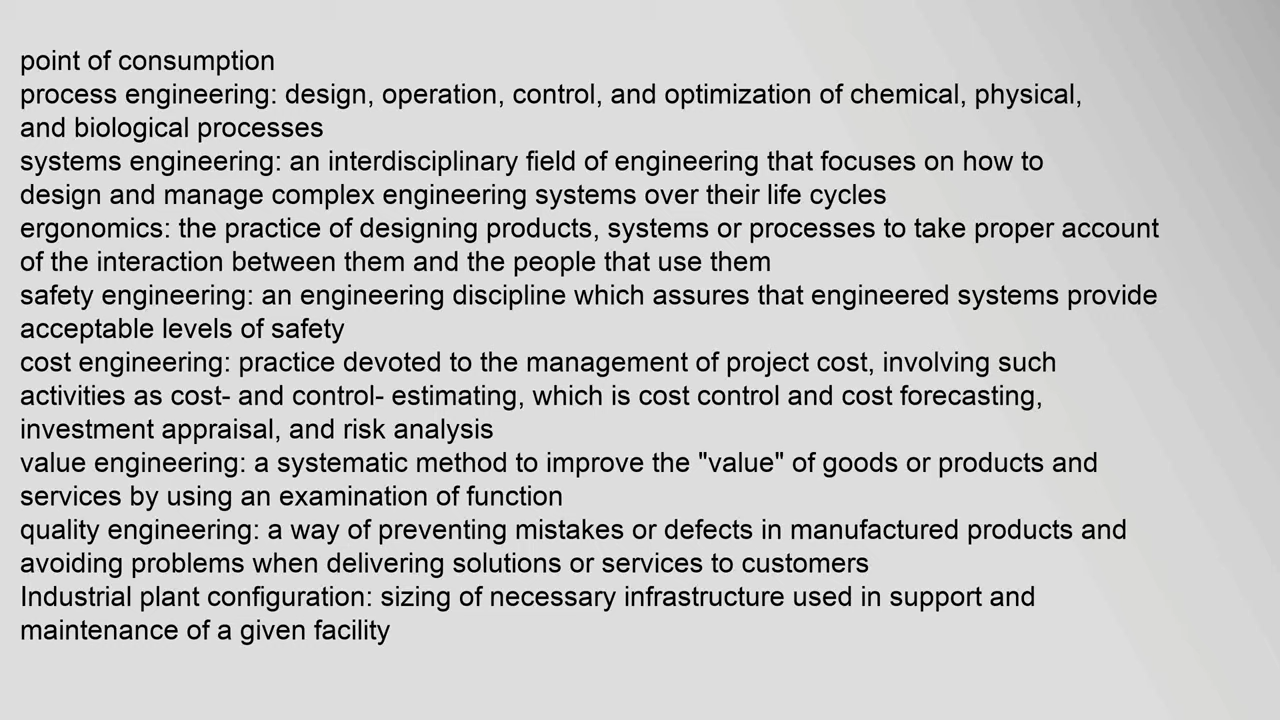 point of consumption
process engineering: design, operation, control, and optimization of chemical, physical,
and biological processes
systems engineering: an interdisciplinary field of engineering that focuses on how to
design and manage complex engineering systems over their life cycles
ergonomics: the practice of designing products, systems or processes to take proper account
of the interaction between them and the people that use them
safety engineering: an engineering discipline which assures that engineered systems provide
acceptable levels of safety
cost engineering: practice devoted to the management of project cost, involving such
activities as cost- and control- estimating, which is cost control and cost forecasting,
investment appraisal, and risk analysis
value engineering: a systematic method to improve the "value" of goods or products and
services by using an examination of function
quality engineering: a way of preventing mistakes or defects in manufactured products and
avoiding problems when delivering solutions or services to customers
Industrial plant configuration: sizing of necessary infrastructure used in support and
maintenance of a given facility